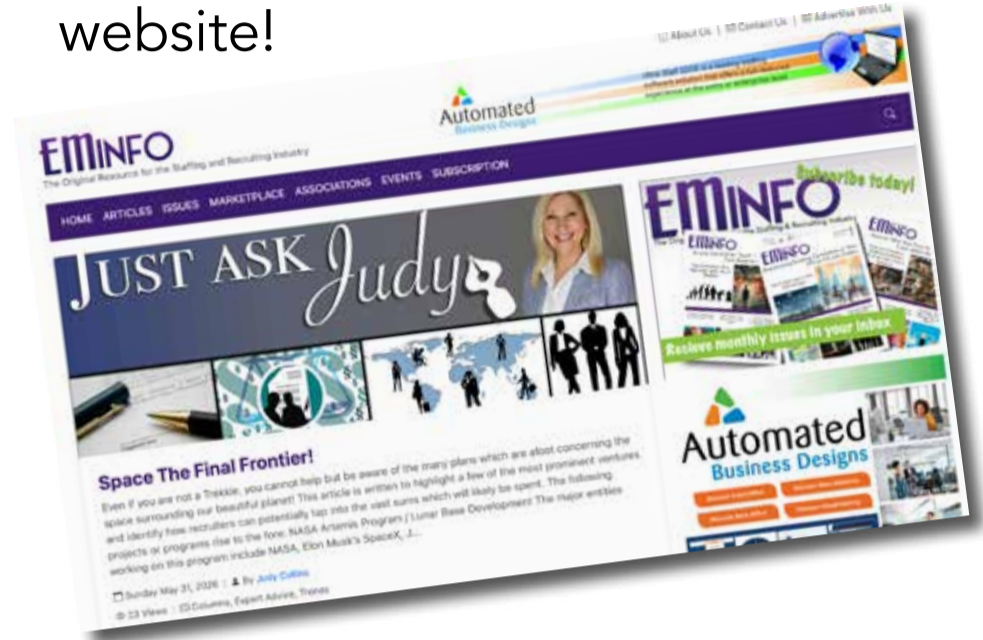 website!
About Us | Contact Us | Advertise With Us
Automated
Business Designs
EMINFO
The Original Resource for the Staffing and Recruiting Industry
HOME ARTICLES ISSUES MARKETPLACE ASSOCIATIONS EVENTS SUBSCRIPTION
JUST ASK Judy
Subscribe today!
EMINFO
EMINFO
EMINFO
EMINFO
Recieve monthly issues in your inbox
Space The Final Frontier!
Even if you are not a Trekkie, you cannot help but be aware of the many plans which are afoot concerning the
space surrounding our beautiful planet! This article is written to highlight a few of the most prominent ventures
and identify how recruiters can potentially tap into the vast sums which will likely be spent. The following
projects or programs rise to the fore: NASA Artemis Program / Lunar Base Development The major entities
working on this program include NASA, Elon Musk's SpaceX, J...
Sunday May 31, 2026 | By Judy Collins
23 Views | Columns, Expert Advice, Trends
Automated
Business Designs